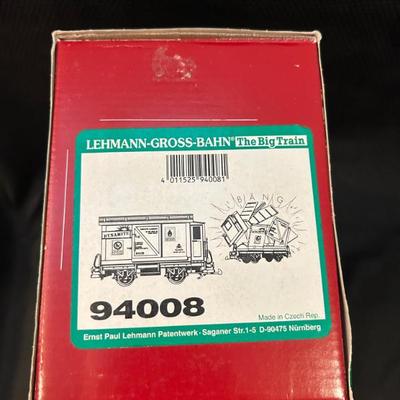 LEHMANN-GROSS-BAHN® The Big Train
4 011525 940081
DYNAMITE
BANG
94008
Made in Czech Rep.
Ernst Paul Lehmann Patentwerk · Saganer Str.1-5 D-90475 Nürnberg